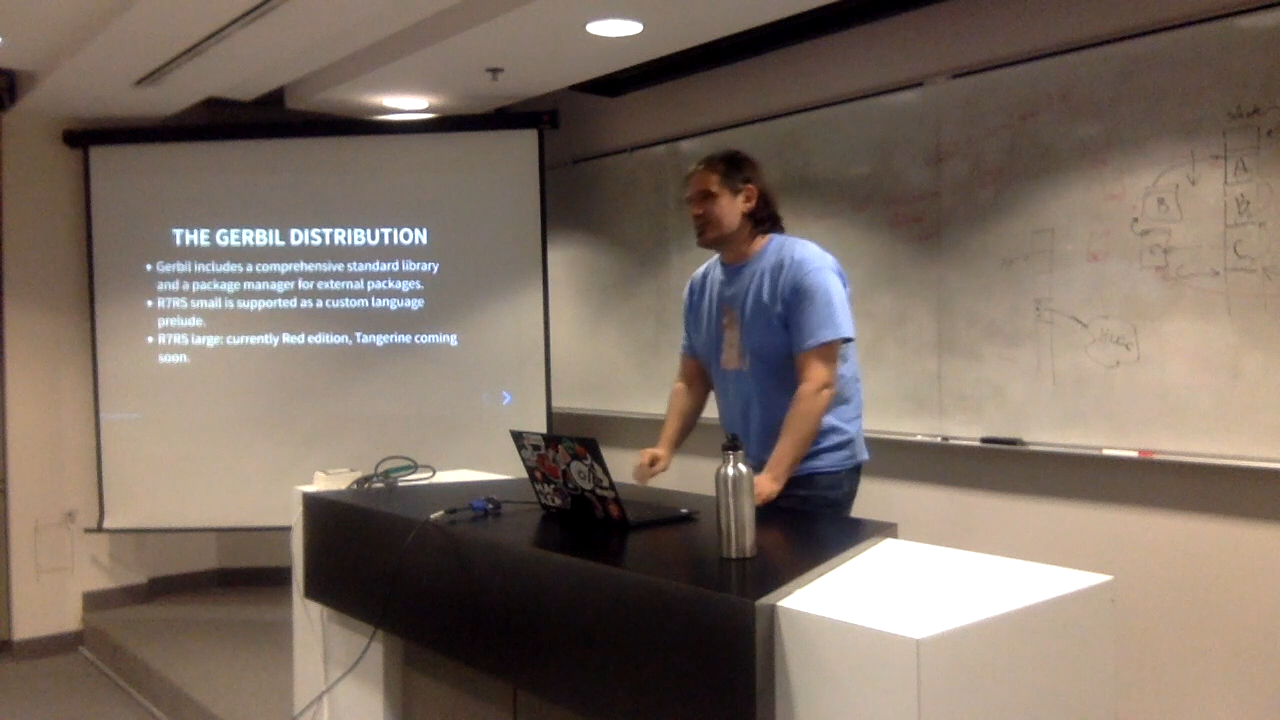 THE GERBIL DISTRIBUTION
• Gerbil includes a comprehensive standard library
and a package manager for external packages.
• R7RS small is supported as a custom language
prelude.
• R7RS large: currently Red edition, Tangerine coming
soon.
A
B
B
C